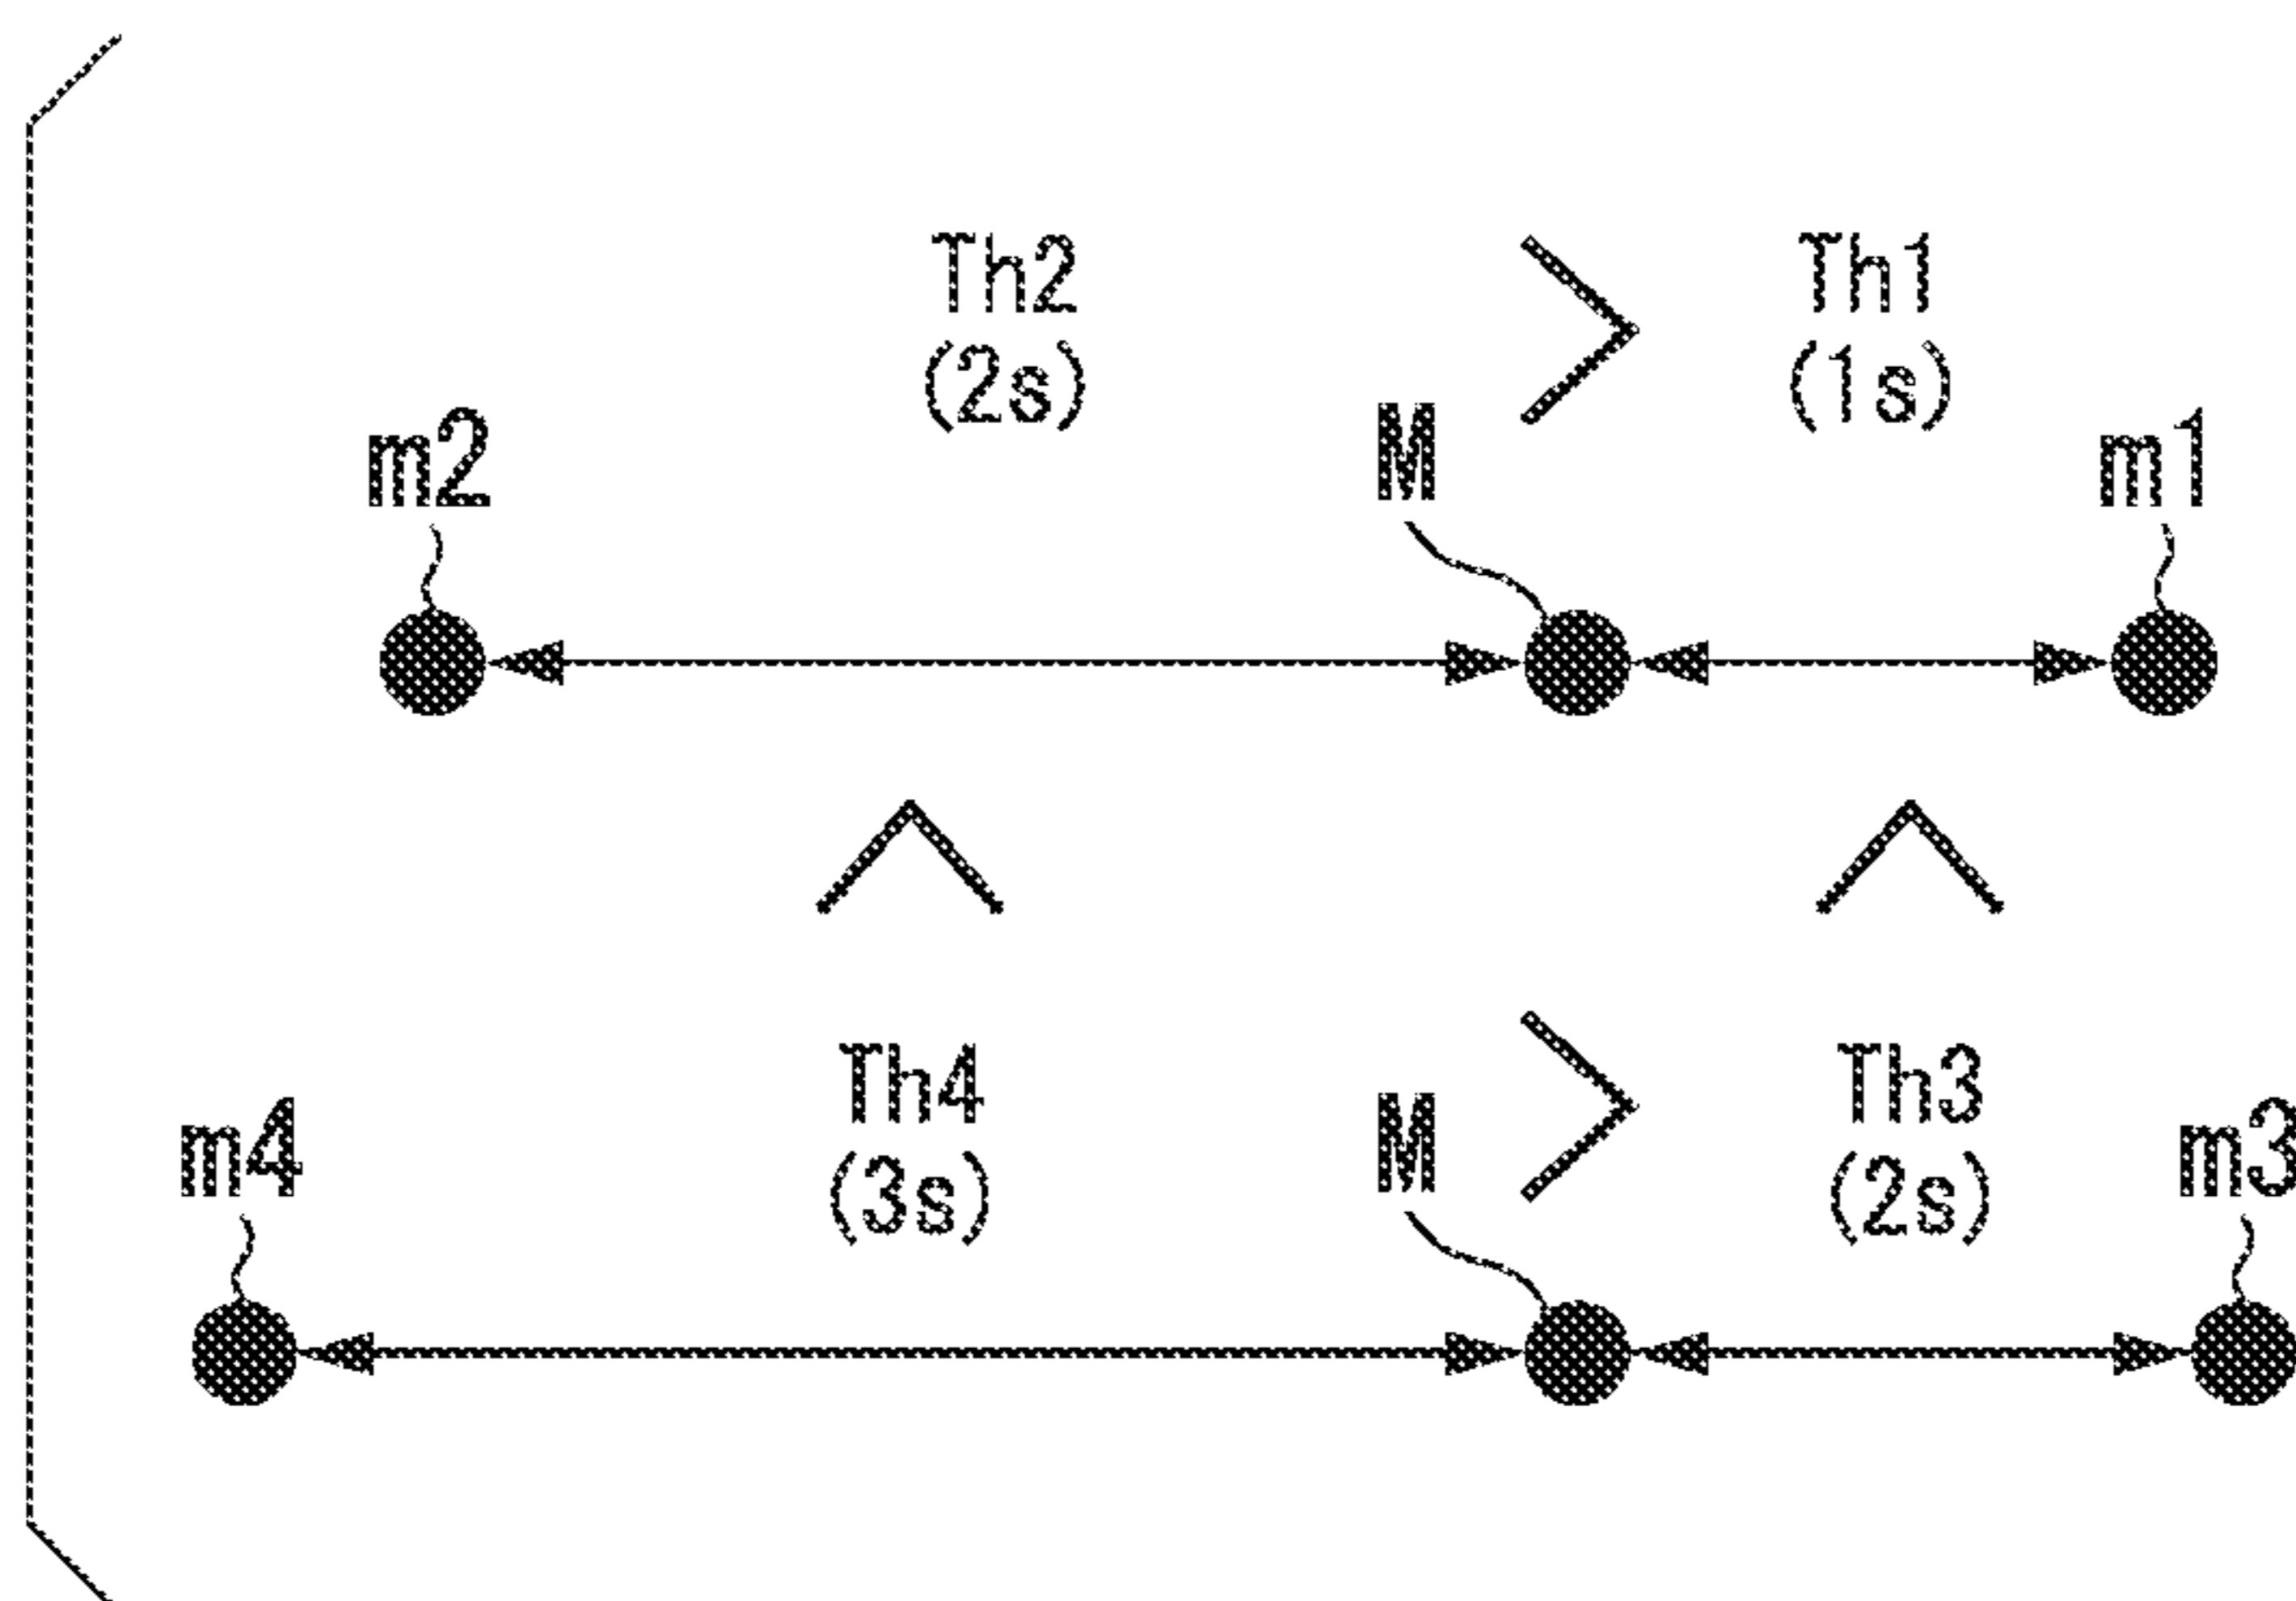 Th2 > Th1
(2s) (1s)
m2 M m1
Th4 > Th3
m4 M m3
(3s) (2s)